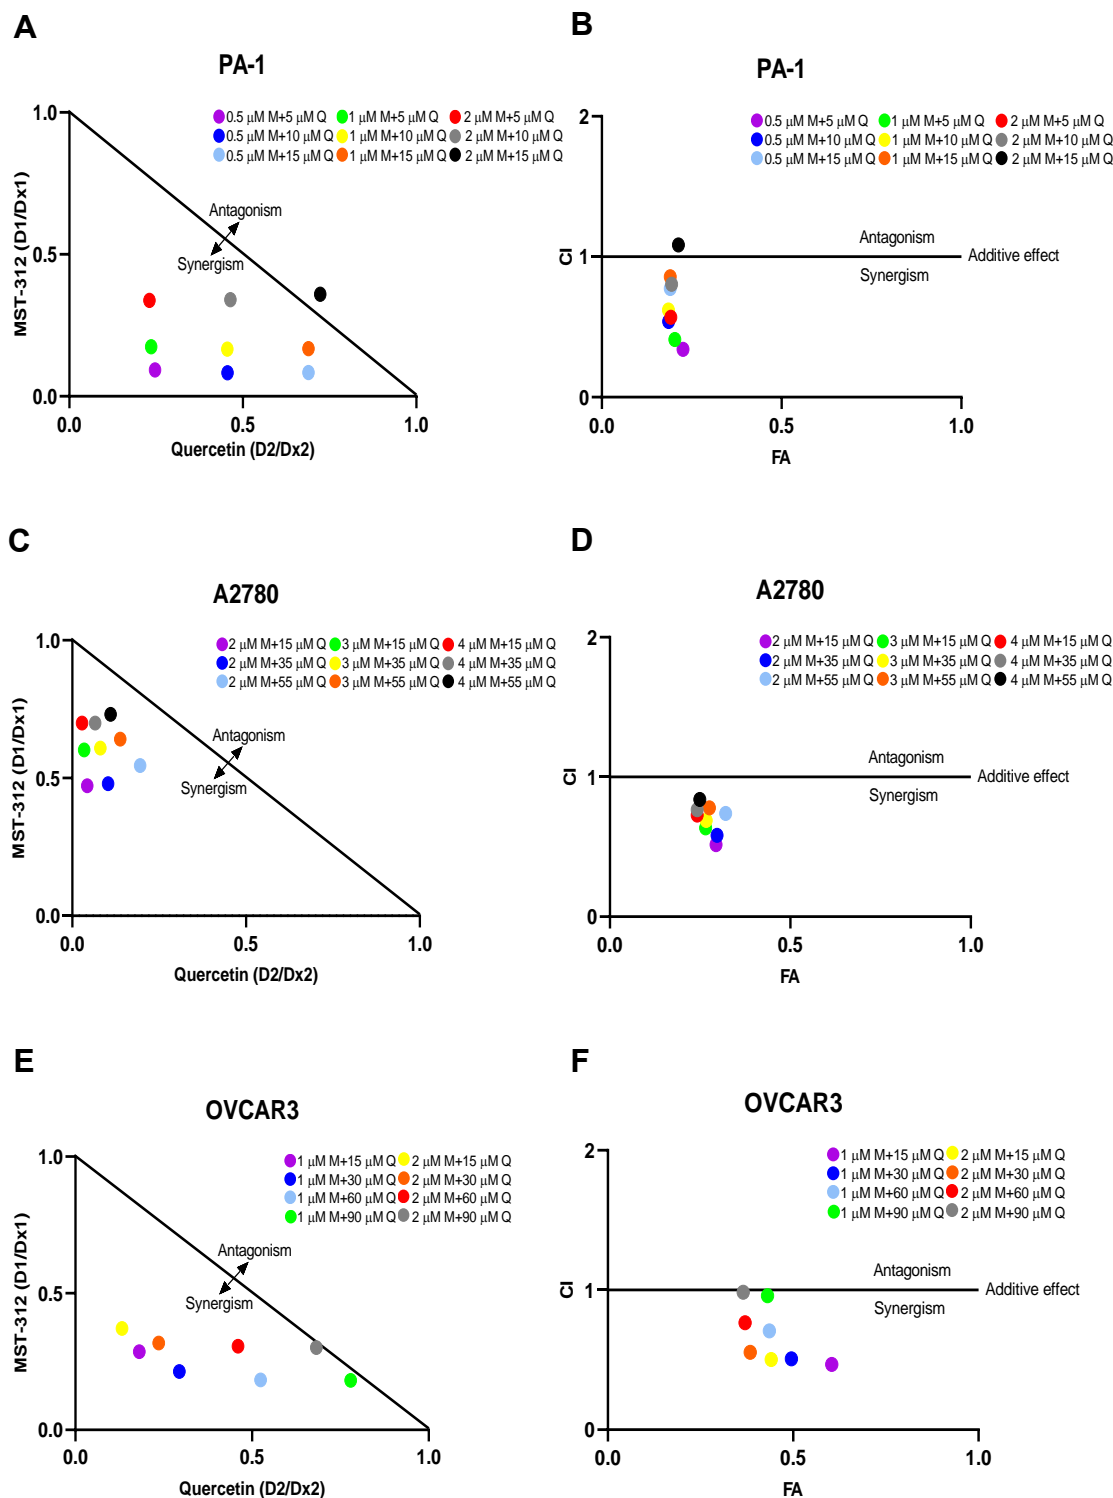 A
PA-1
0.5 μM M+5 μM Q 1 μM M+5 μM Q 2 μM M+5 μM Q
0.5 μM M+10 μM Q 1 μM M+10 μM Q 2 μM M+10 μM Q
0.5 μM M+15 μM Q 1 μM M+15 μM Q 2 μM M+15 μM Q
1.0
0.5
0.0
MST-312 (D1/Dx1)
Antagonism
Synergism
0.0 0.5 1.0
Quercetin (D2/Dx2)
B
PA-1
0.5 μM M+5 μM Q 1 μM M+5 μM Q 2 μM M+5 μM Q
0.5 μM M+10 μM Q 1 μM M+10 μM Q 2 μM M+10 μM Q
0.5 μM M+15 μM Q 1 μM M+15 μM Q 2 μM M+15 μM Q
2
1
0
CI
Antagonism
Additive effect
Synergism
0.0 0.5 1.0
FA
C
A2780
2 μM M+15 μM Q 3 μM M+15 μM Q 4 μM M+15 μM Q
2 μM M+35 μM Q 3 μM M+35 μM Q 4 μM M+35 μM Q
2 μM M+55 μM Q 3 μM M+55 μM Q 4 μM M+55 μM Q
1.0
0.5
0.0
MST-312 (D1/Dx1)
Antagonism
Synergism
0.0 0.5 1.0
Quercetin (D2/Dx2)
D
A2780
2 μM M+15 μM Q 3 μM M+15 μM Q 4 μM M+15 μM Q
2 μM M+35 μM Q 3 μM M+35 μM Q 4 μM M+35 μM Q
2 μM M+55 μM Q 3 μM M+55 μM Q 4 μM M+55 μM Q
2
1
0
CI
Antagonism
Additive effect
Synergism
0.0 0.5 1.0
FA
E
OVCAR3
1 μM M+15 μM Q 2 μM M+15 μM Q
1 μM M+30 μM Q 2 μM M+30 μM Q
1 μM M+60 μM Q 2 μM M+60 μM Q
1 μM M+90 μM Q 2 μM M+90 μM Q
1.0
0.5
0.0
MST-312 (D1/Dx1)
Antagonism
Synergism
0.0 0.5 1.0
Quercetin (D2/Dx2)
F
OVCAR3
1 μM M+15 μM Q 2 μM M+15 μM Q
1 μM M+30 μM Q 2 μM M+30 μM Q
1 μM M+60 μM Q 2 μM M+60 μM Q
1 μM M+90 μM Q 2 μM M+90 μM Q
2
1
0
CI
Antagonism
Additive effect
Synergism
0.0 0.5 1.0
FA